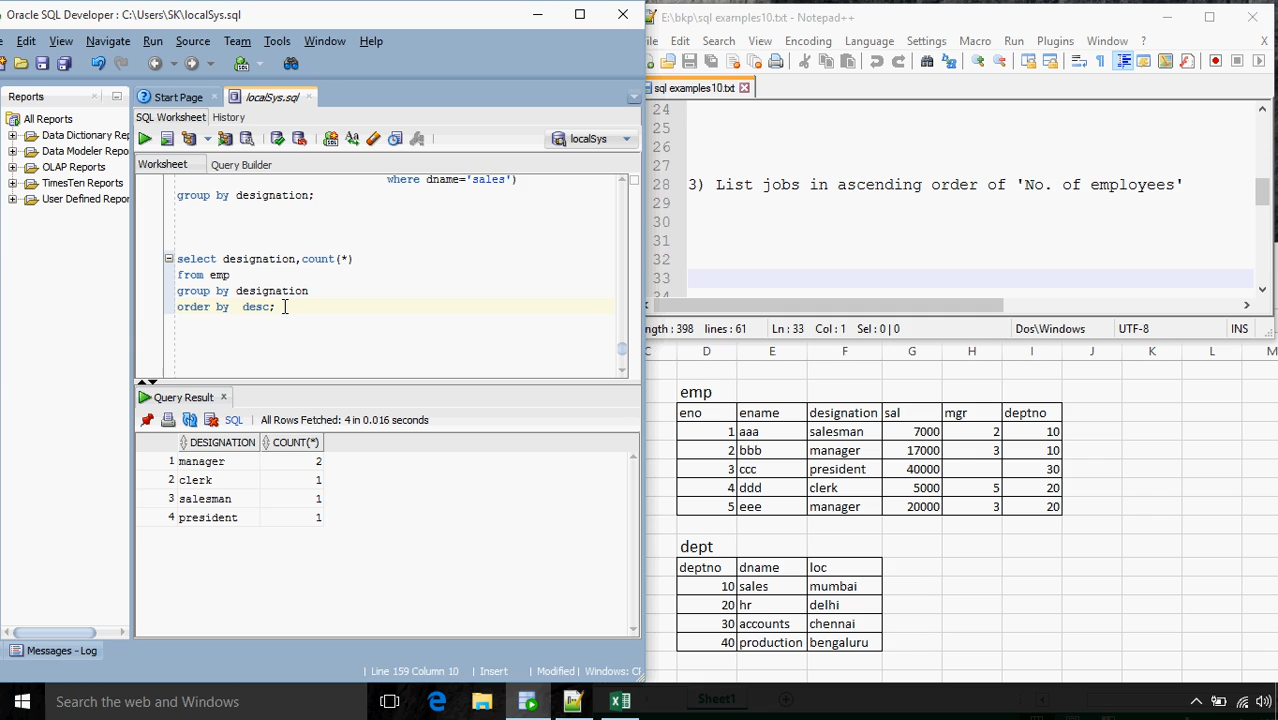 Oracle SQL Developer : C:\Users\SK\localSys.sql
Edit View Navigate Run Source Team Tools Window Help
Reports
Start Page
localSys.sql
All Reports
Data Dictionary Rep
Data Modeler Repo
OLAP Reports
TimesTen Reports
User Defined Report
SQL Worksheet History
localSys
Worksheet Query Builder
where dname='sales')
group by designation;
select designation,count(*)
from emp
group by designation
order by desc;
Query Result
SQL All Rows Fetched: 4 in 0.016 seconds
DESIGNATION COUNT(*)
1 manager 2
2 clerk 1
3 salesman 1
4 president 1
Messages - Log
Line 159 Column 10 Insert Modified Windows: CF
E:\bkp\sql examples10.txt - Notepad++
ile Edit Search View Encoding Language Settings Macro Run Plugins Window ? X
sql examples10.txt
24
25
26
27
28 3) List jobs in ascending order of 'No. of employees'
29
30
31
32
33
34
ngth : 398 lines : 61 Ln : 33 Col : 1 Sel : 0 | 0 Dos\Windows UTF-8 INS
C D E F G H I J K L M
emp
eno ename designation sal mgr deptno
1 aaa salesman 7000 2 10
2 bbb manager 17000 3 10
3 ccc president 40000 30
4 ddd clerk 5000 5 20
5 eee manager 20000 3 20
dept
deptno dname loc
10 sales mumbai
20 hr delhi
30 accounts chennai
40 production bengaluru
Sheet1
Search the web and Windows